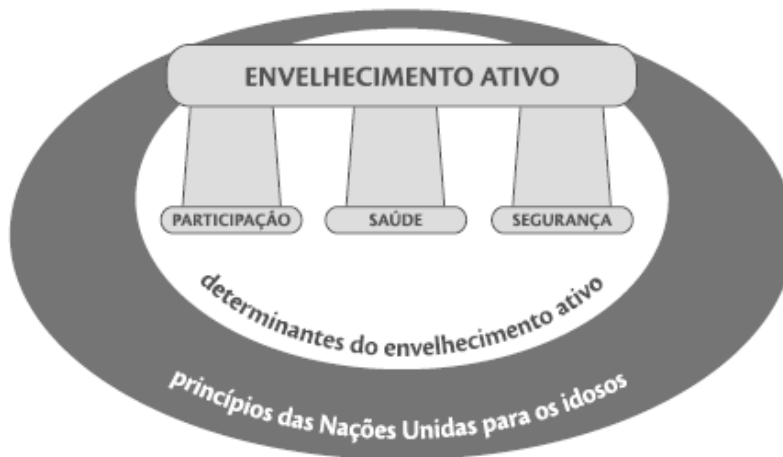 ENVELHECIMENTO ATIVO
PARTICIPAÇÃO
SAÚDE
SEGURANÇA
determinantes do envelhecimento ativo
princípios das Nações Unidas para os idosos